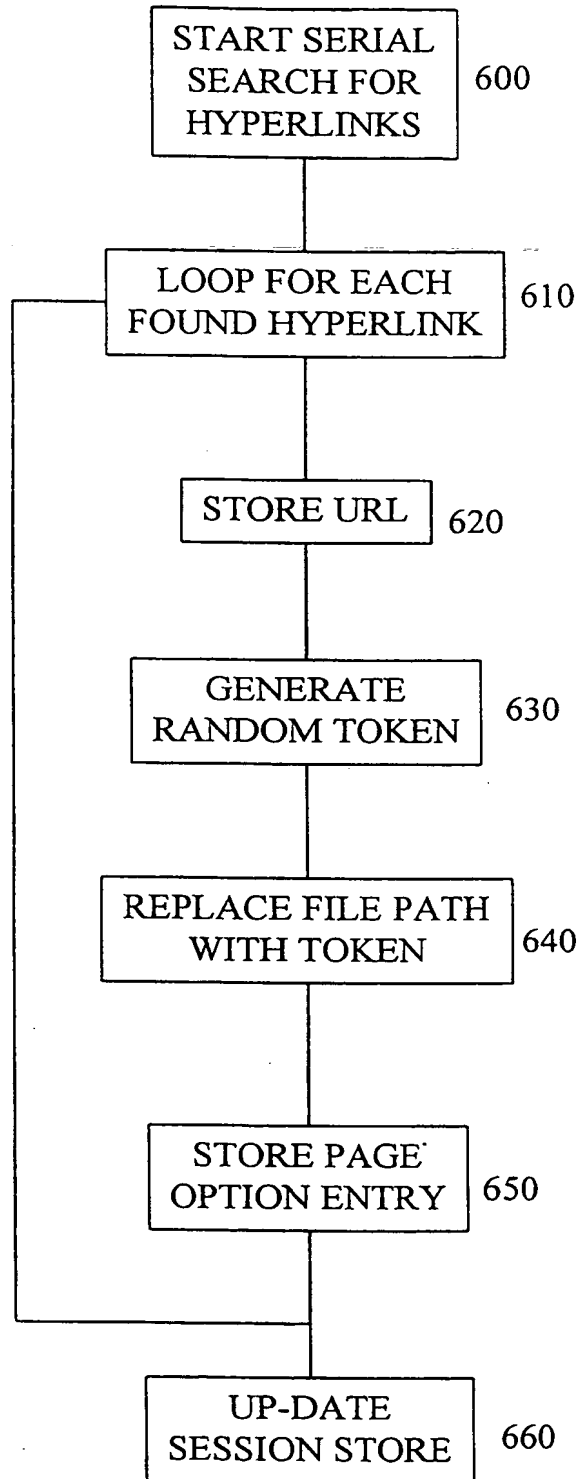 START SERIAL
SEARCH FOR
HYPERLINKS
600
LOOP FOR EACH
FOUND HYPERLINK
610
STORE URL
620
GENERATE
RANDOM TOKEN
630
REPLACE FILE PATH
WITH TOKEN
640
STORE PAGE
OPTION ENTRY
650
UP-DATE
SESSION STORE
660